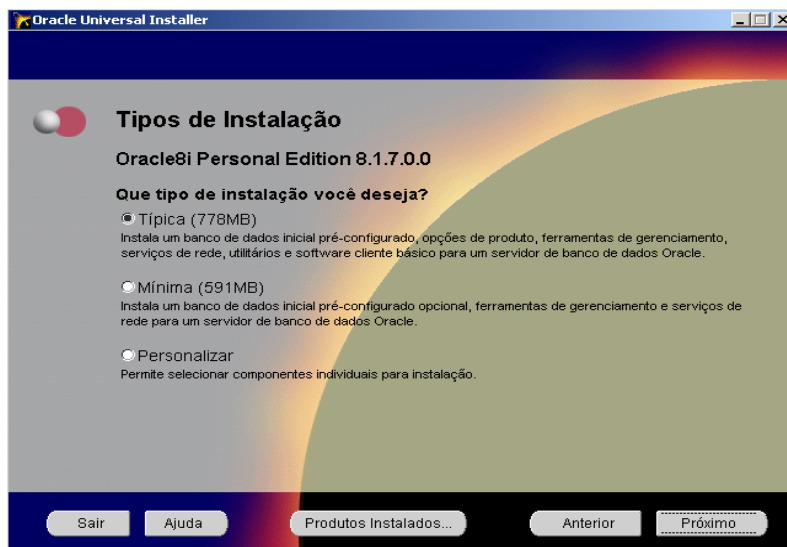 Oracle Universal Installer
Tipos de Instalação
Oracle8i Personal Edition 8.1.7.0.0
Que tipo de instalação você deseja?
Típica (778MB)
Instala um banco de dados inicial pré-configurado, opções de produto, ferramentas de gerenciamento,
serviços de rede, utilitários e software cliente básico para um servidor de banco de dados Oracle.
Mínima (591MB)
Instala um banco de dados inicial pré-configurado opcional, ferramentas de gerenciamento e serviços de
rede para um servidor de banco de dados Oracle.
Personalizar
Permite selecionar componentes individuais para instalação.
Sair
Ajuda
Produtos Instalados...
Anterior
Próximo